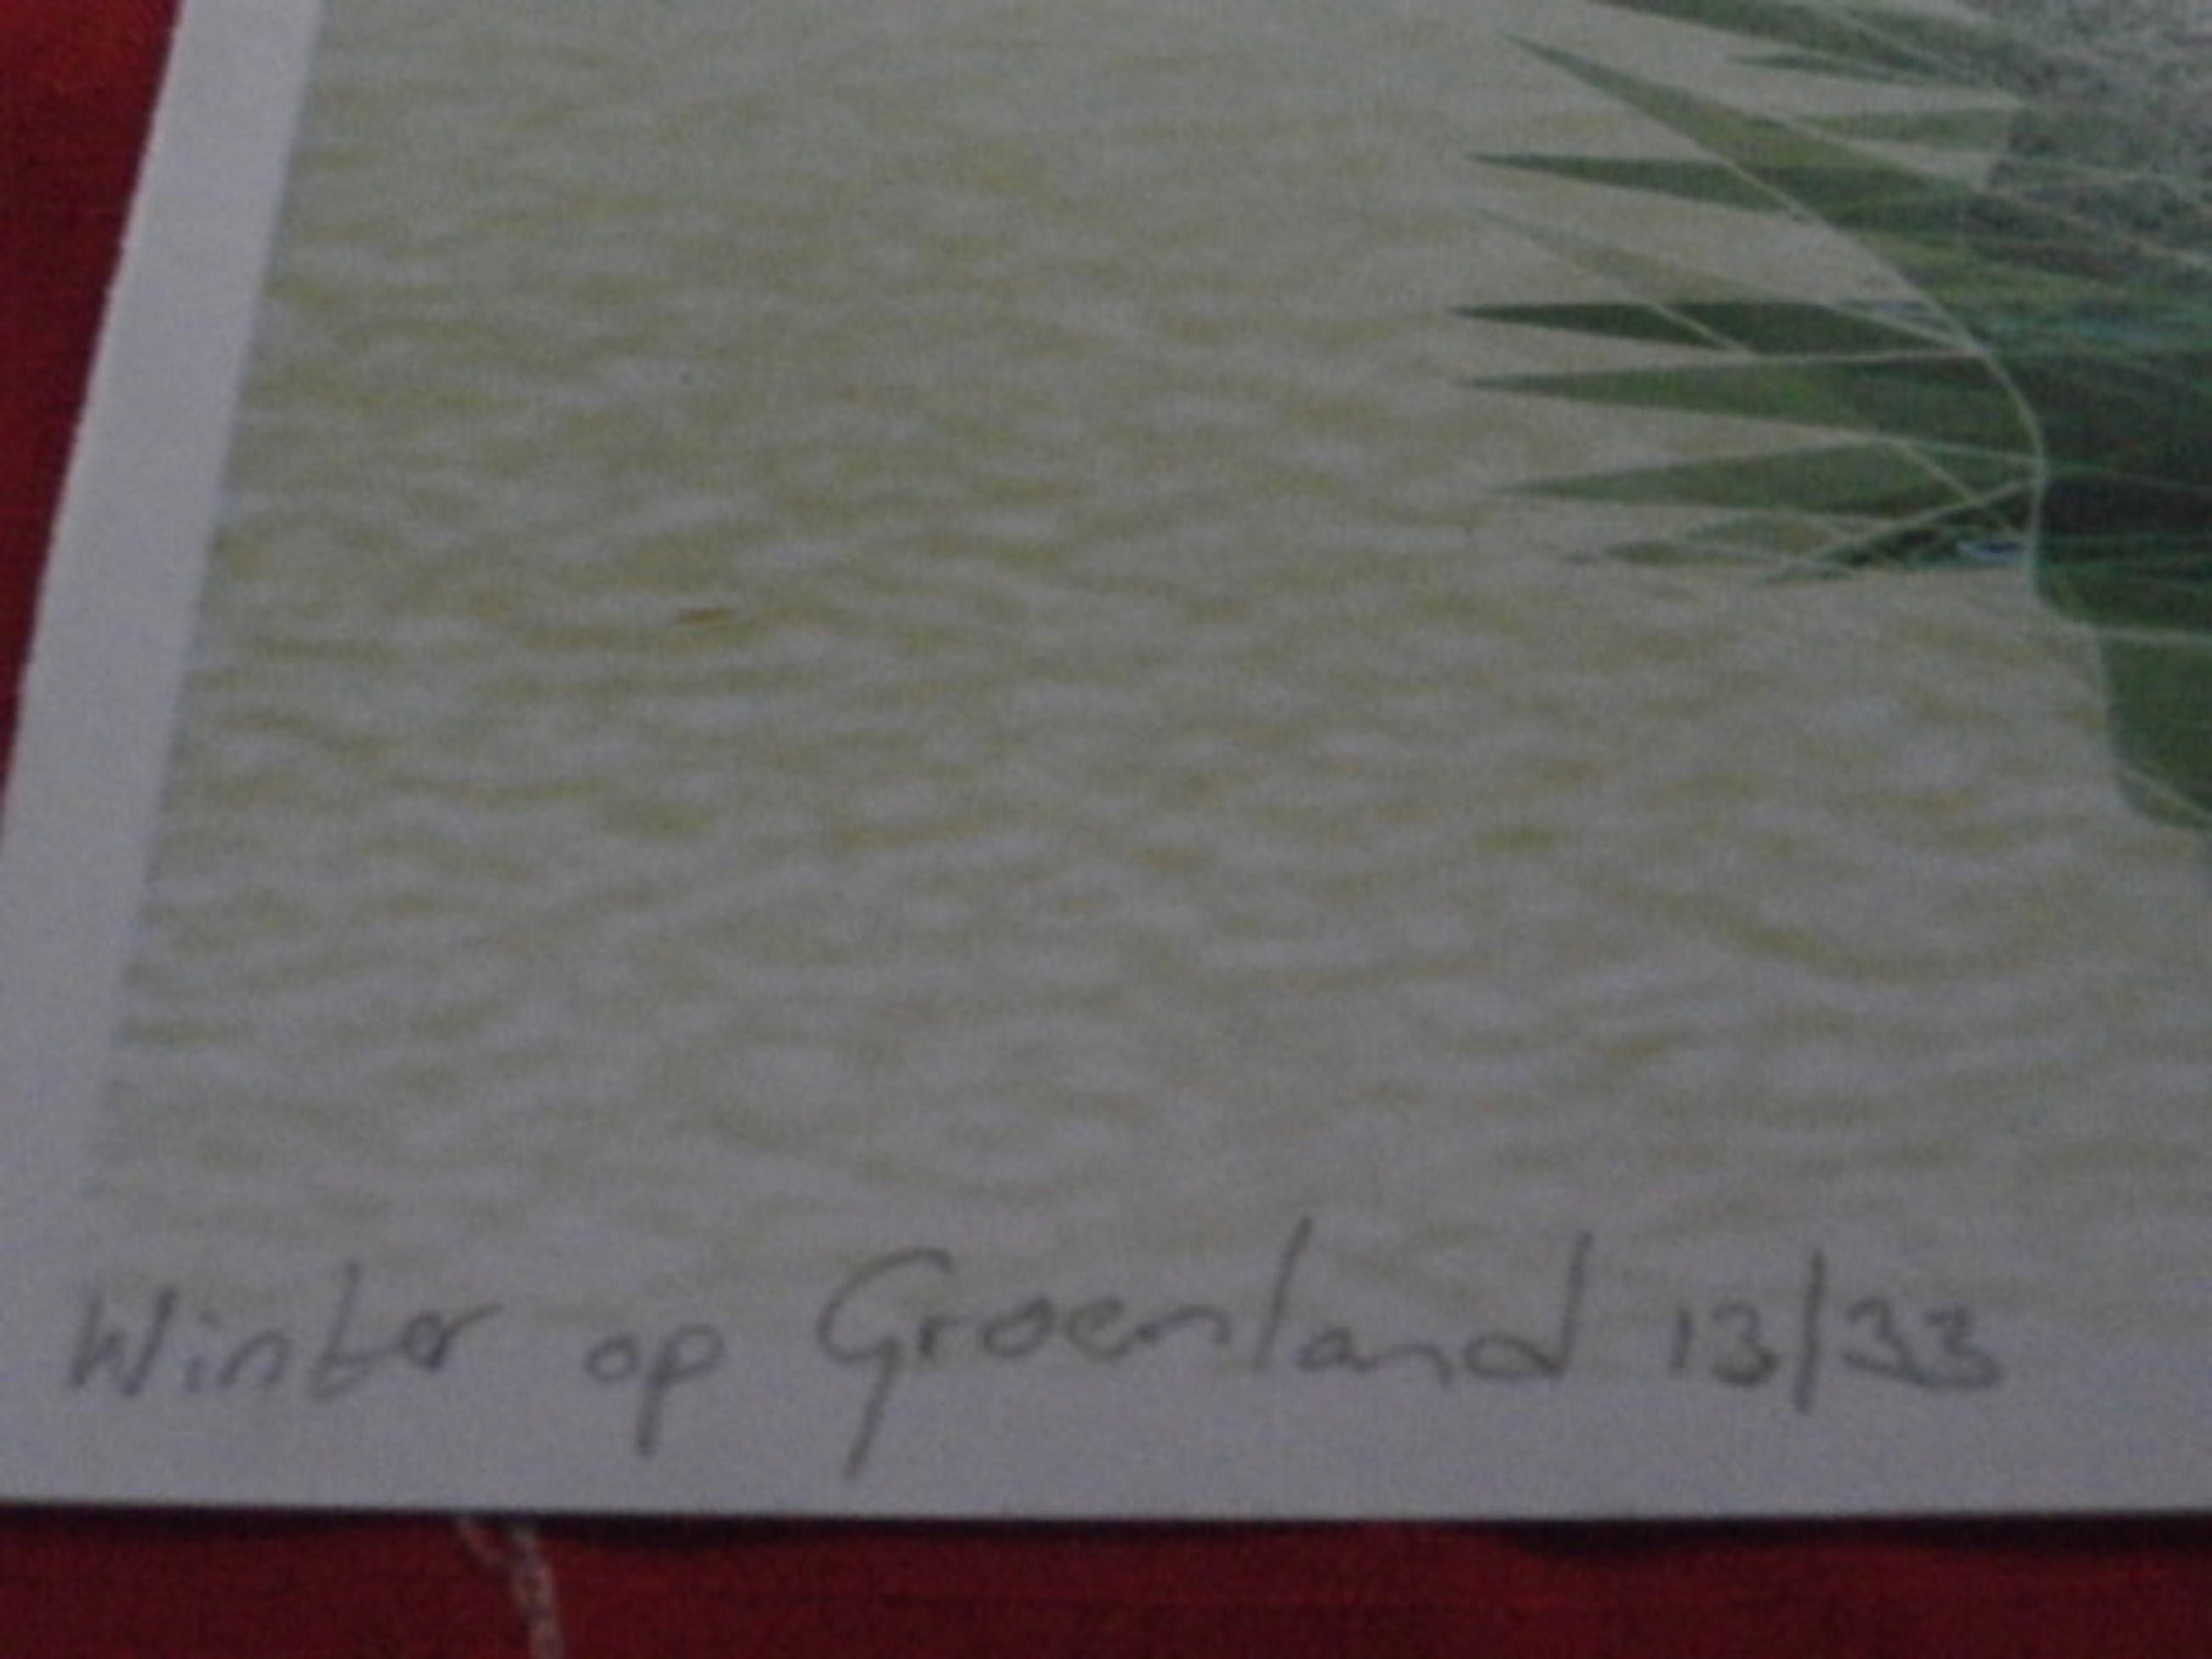 Winter op Groenland 13/33